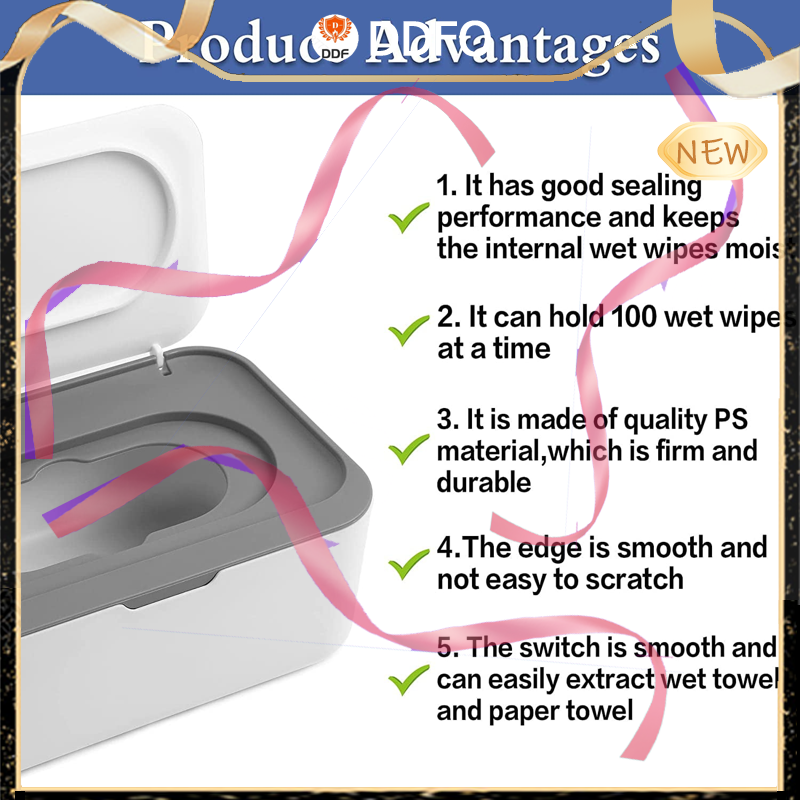 Product Advantages
DDF
DDFO
NEW
1. It has good sealing
performance and keeps
the internal wet wipes moist
2. It can hold 100 wet wipes
at a time
3. It is made of quality PS
material,which is firm and
durable
4.The edge is smooth and
not easy to scratch
5. The switch is smooth and
can easily extract wet towel
and paper towel